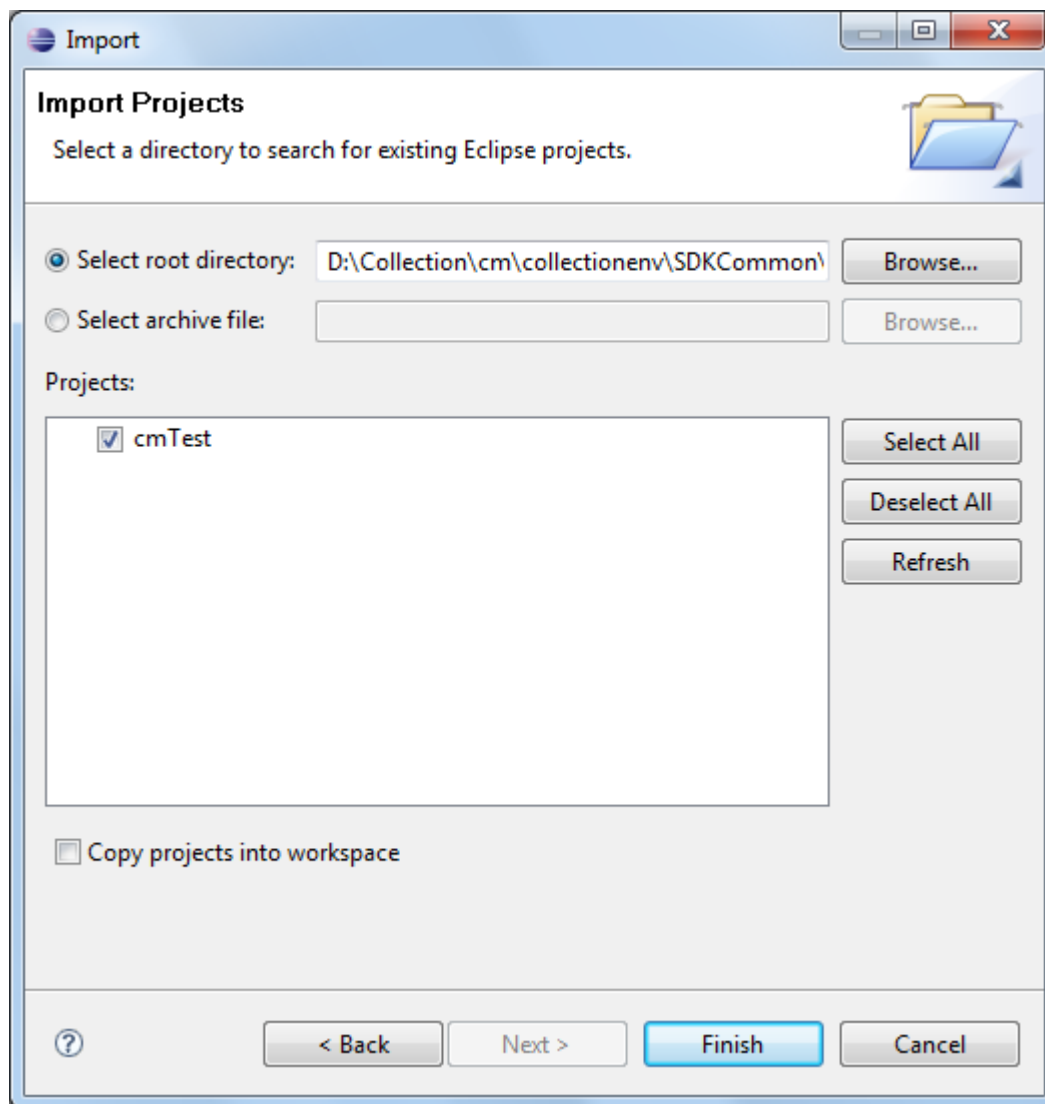 Import
Import Projects
Select a directory to search for existing Eclipse projects.
Select root directory: D:\Collection\cm\collectionenv\SDKCommon\ Browse...
Select archive file: Browse...
Projects:
cmTest
Select All
Deselect All
Refresh
Copy projects into workspace
? < Back Next > Finish Cancel